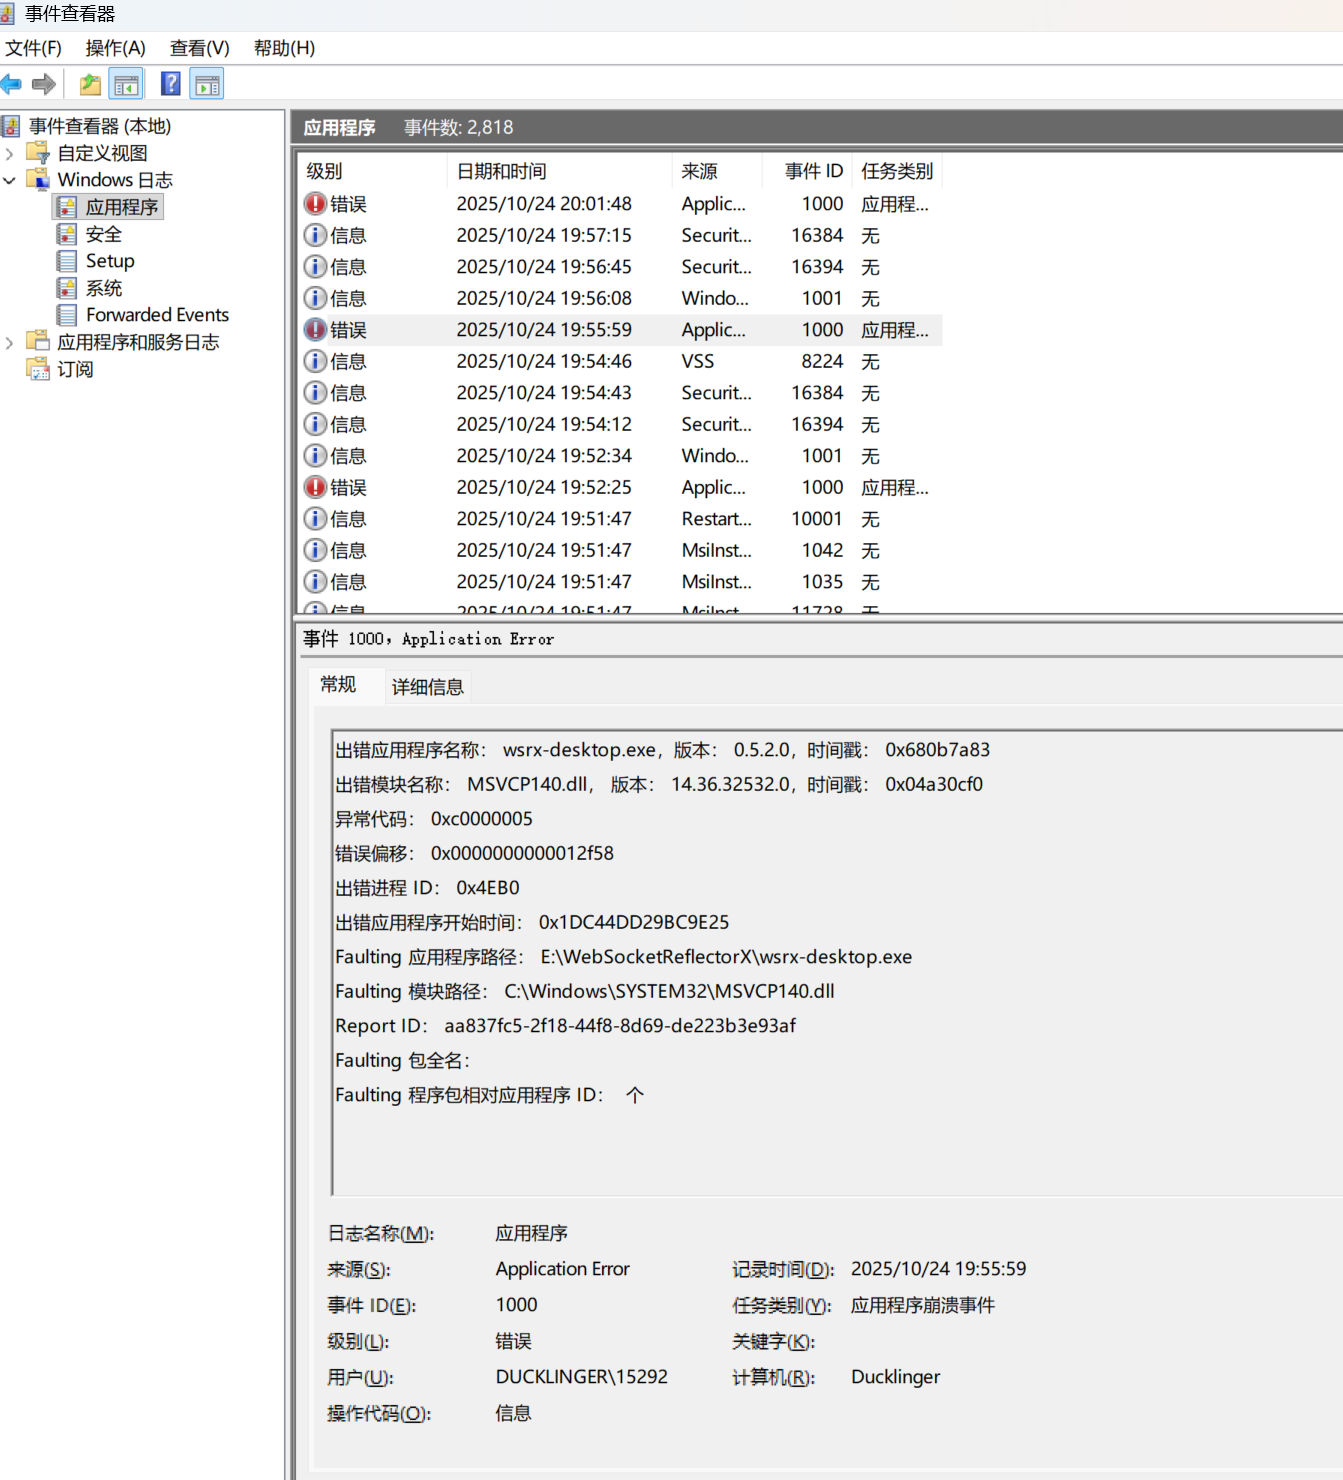 事件查看器
文件(F) 操作(A) 查看(V) 帮助(H)
事件查看器 (本地)
自定义视图
Windows 日志
应用程序
安全
Setup
系统
Forwarded Events
应用程序和服务日志
订阅
应用程序 事件数: 2,818
级别 日期和时间 来源 事件 ID 任务类别
错误 2025/10/24 20:01:48 Applic... 1000 应用程...
信息 2025/10/24 19:57:15 Securit... 16384 无
信息 2025/10/24 19:56:45 Securit... 16394 无
信息 2025/10/24 19:56:08 Windo... 1001 无
错误 2025/10/24 19:55:59 Applic... 1000 应用程...
信息 2025/10/24 19:54:46 VSS 8224 无
信息 2025/10/24 19:54:43 Securit... 16384 无
信息 2025/10/24 19:54:12 Securit... 16394 无
信息 2025/10/24 19:52:34 Windo... 1001 无
错误 2025/10/24 19:52:25 Applic... 1000 应用程...
信息 2025/10/24 19:51:47 Restart... 10001 无
信息 2025/10/24 19:51:47 MsiInst... 1042 无
信息 2025/10/24 19:51:47 MsiInst... 1035 无
信息 2025/10/24 19:51:47 MsiInst... 11728 无
事件 1000，Application Error
常规 详细信息
出错应用程序名称： wsrx-desktop.exe，版本： 0.5.2.0，时间戳： 0x680b7a83
出错模块名称： MSVCP140.dll， 版本： 14.36.32532.0，时间戳： 0x04a30cf0
异常代码： 0xc0000005
错误偏移： 0x0000000000012f58
出错进程 ID： 0x4EB0
出错应用程序开始时间： 0x1DC44DD29BC9E25
Faulting 应用程序路径： E:\WebSocketReflectorX\wsrx-desktop.exe
Faulting 模块路径： C:\Windows\SYSTEM32\MSVCP140.dll
Report ID： aa837fc5-2f18-44f8-8d69-de223b3e93af
Faulting 包全名：
Faulting 程序包相对应用程序 ID： 个
日志名称(M): 应用程序
来源(S): Application Error 记录时间(D): 2025/10/24 19:55:59
事件 ID(E): 1000 任务类别(Y): 应用程序崩溃事件
级别(L): 错误 关键字(K):
用户(U): DUCKLINGER\15292 计算机(R): Ducklinger
操作代码(O): 信息